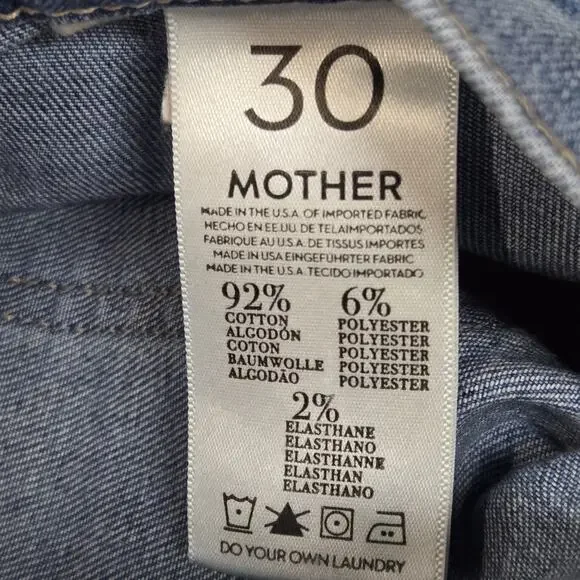 30
MOTHER
MADE IN THE U.S.A. OF IMPORTED FABRIC
HECHO EN EE.UU. DE TELAIMPORTADOS
FABRIQUE AU U.S.A. DE TISSUS IMPORTES
MADE IN USA EINGEFÜHRTER FABRIC
MADE IN THE U.S.A. TECIDO IMPORTADO
92% 6%
COTTON POLYESTER
ALGODÓN POLYESTER
COTON POLYESTER
BAUMWOLLE POLYESTER
ALGODÃO POLYESTER
2%
ELASTHANE
ELASTHANO
ELASTHANNE
ELASTHAN
ELASTHANO
DO YOUR OWN LAUNDRY